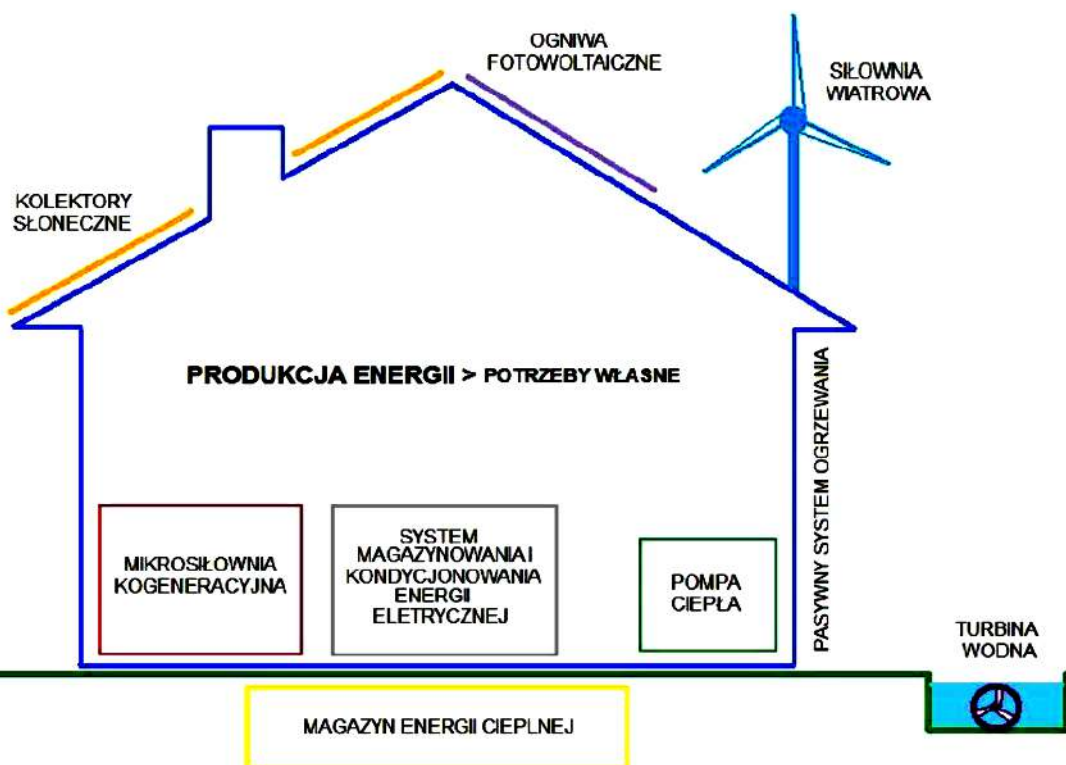 OGNIWA
FOTOWOLTAICZNE
SIŁOWNIA
WIATROWA
KOLEKTORY
SŁONECZNE
PRODUKCJA ENERGII > POTRZEBY WŁASNE
PASYWNY SYSTEM OGRZEWANIA
MIKROSIŁOWNIA
KOGENERACYJNA
SYSTEM
MAGAZYNOWANIA I
KONDYCJONOWANIA
ENERGII
ELETRYCZNEJ
POMPA
CIEPŁA
TURBINA
WODNA
MAGAZYN ENERGII CIEPLNEJ